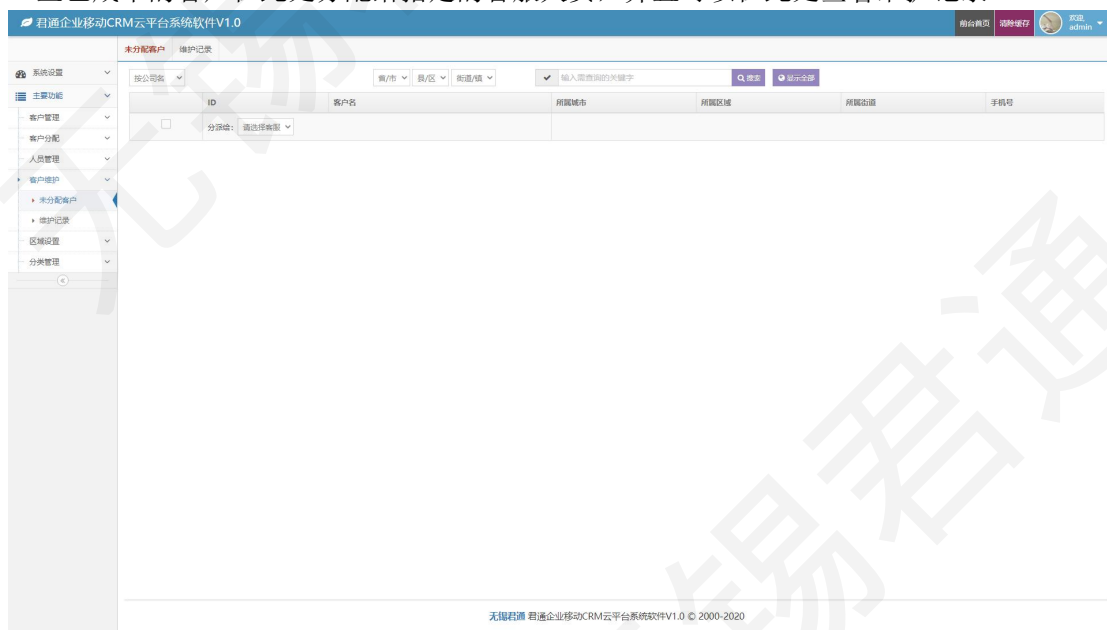 君通企业移动CRM云平台系统软件V1.0
前台首页 清除缓存 欢迎, admin
未分配客户 维护记录
系统设置
主要功能
客户管理
客户分配
人员管理
客户维护
未分配客户
维护记录
区域设置
分类管理
按公司名 省/市 县/区 街道/镇 输入需查询的关键字 搜索 显示全部
ID 客户名 所属城市 所属区域 所属街道 手机号
分派给: 请选择客服
无锡君通 君通企业移动CRM云平台系统软件V1.0 © 2000-2020
无锡君通
无锡君通